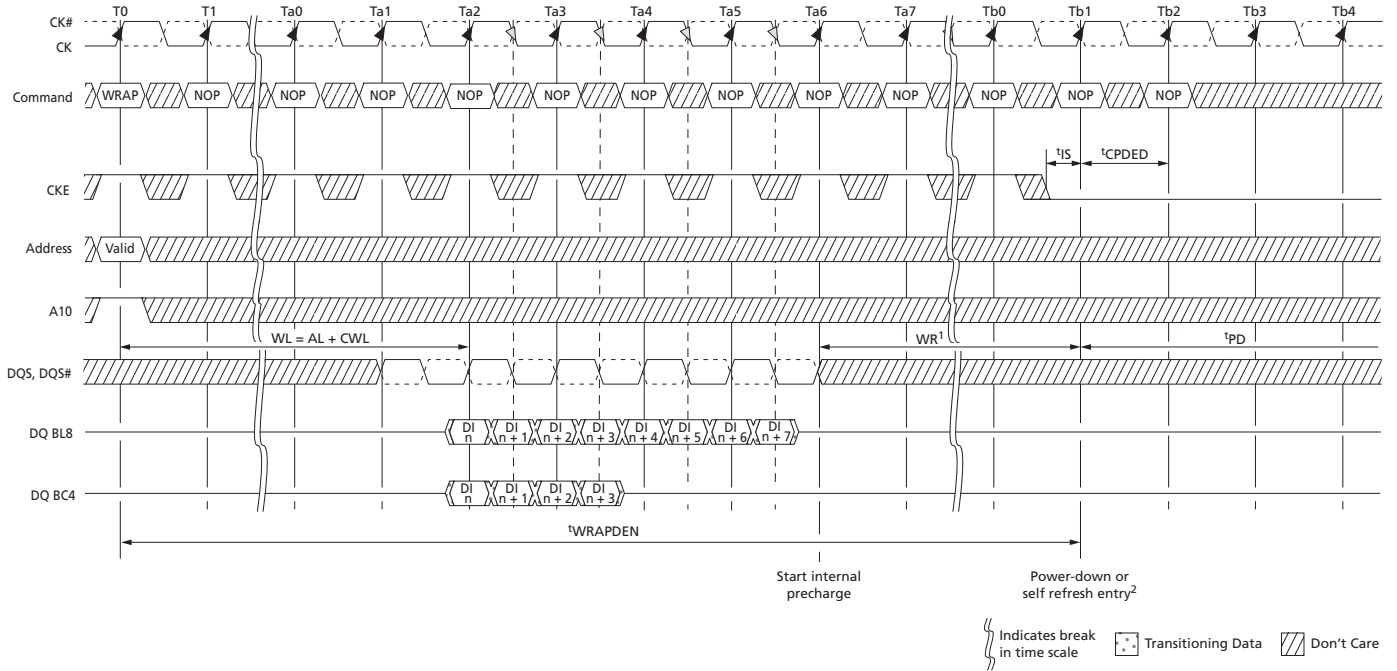 T0 T1 Ta0 Ta1 Ta2 Ta3 Ta4 Ta5 Ta6 Ta7 Tb0 Tb1 Tb2 Tb3 Tb4
CK#
CK
Command WRAP NOP NOP NOP NOP NOP NOP NOP NOP NOP NOP NOP NOP
tIS tCPDED
CKE
Address Valid
A10
WL = AL + CWL WR1 tPD
DQS, DQS#
DQ BL8 DI n DI n + 1 DI n + 2 DI n + 3 DI n + 4 DI n + 5 DI n + 6 DI n + 7
DQ BC4 DI n DI n + 1 DI n + 2 DI n + 3
tWRAPDEN
Start internal
precharge
Power-down or
self refresh entry2
Indicates break
in time scale
Transitioning Data
Don't Care